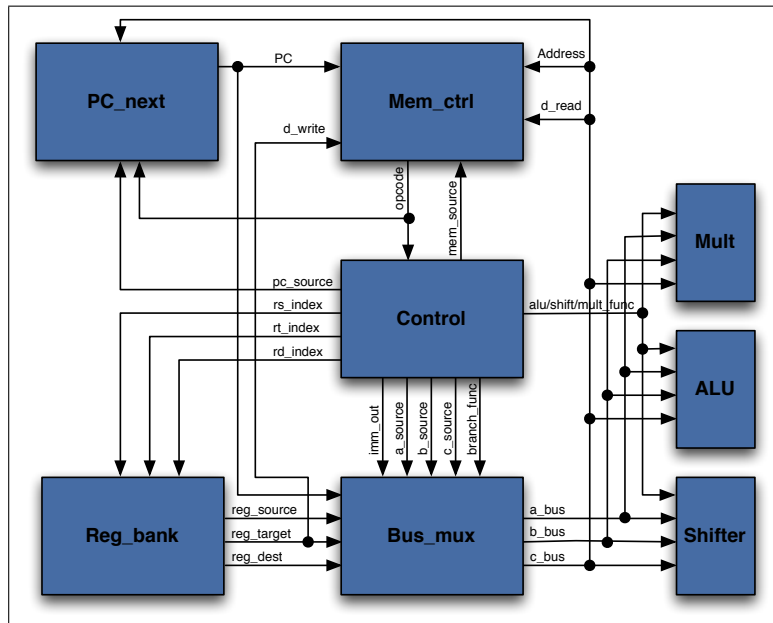 PC
Address
PC_next
Mem_ctrl
d_read
d_write
opcode
mem_source
Mult
pc_source
rs_index
alu/shift/mult_func
Control
rt_index
rd_index
ALU
imm_out
a_source
b_source
c_source
branch_func
reg_source
a_bus
Reg_bank
reg_target
Bus_mux
b_bus
Shifter
reg_dest
c_bus